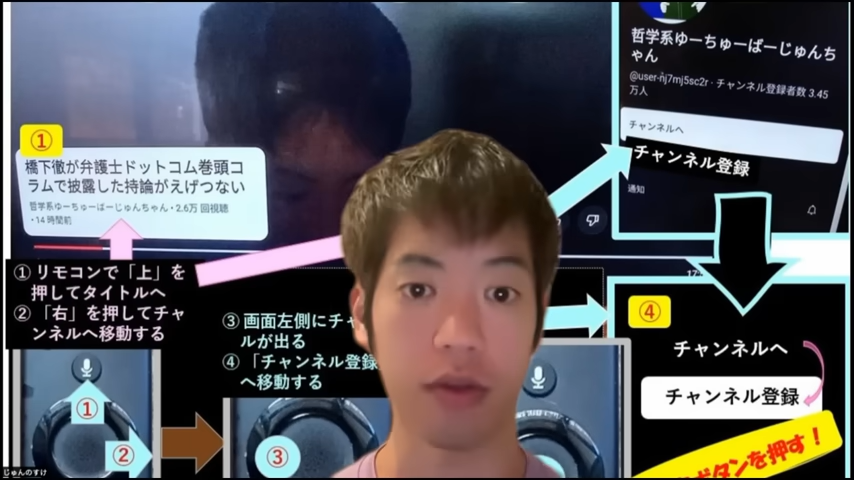 哲学系ゆーちゅーばーじゅんち
ゃん
@user-nj7mj5sc2r・チャンネル登録者数 3.45
万人
チャンネルへ
チャンネル登録
通知
①
橋下徹が弁護士ドットコム巻頭コ
ラムで披露した持論がえげつない
哲学系ゆーちゅーばーじゅんちゃん・2.6万 回視聴
・14 時間前
① リモコンで「上」を
押してタイトルへ
② 「右」を押してチャ
ンネルへ移動する
③ 画面左側にチャ
ルが出る
④ 「チャンネル登録
へ移動する
17:
④
チャンネルへ
チャンネル登録
ボタンを押す！
①
②
③
じゅんのすけ